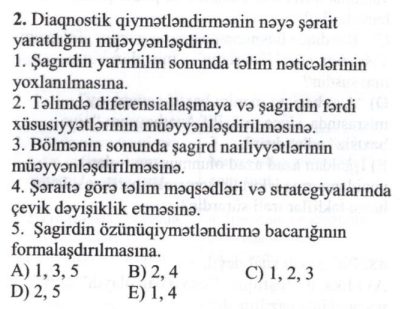 2. Diaqnostik qiymətləndirmənin nəyə şərait
yaratdığını müəyyənləşdirin.
1. Şagirdin yarımilin sonunda təlim nəticələrinin
yoxlanılmasına.
2. Təlimdə diferensiallaşmaya və şagirdin fərdi
xüsusiyyətlərinin müəyyənləşdirilməsinə.
3. Bölmənin sonunda şagird nailiyyətlərinin
müəyyənləşdirilməsinə.
4. Şəraitə görə təlim məqsədləri və strategiyalarında
çevik dəyişiklik etməsinə.
5. Şagirdin özünüqiymətləndirmə bacarığının
formalaşdırılmasına.
A) 1, 3, 5 B) 2, 4 C) 1, 2, 3
D) 2, 5 E) 1, 4